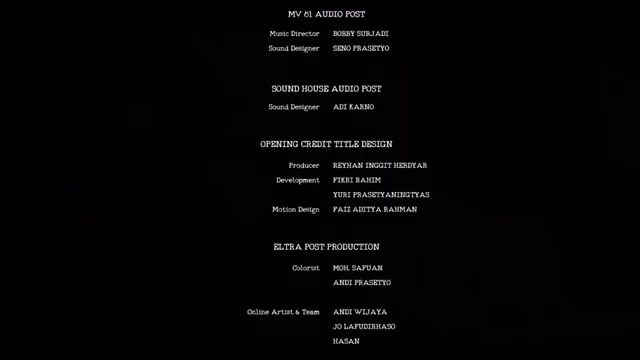 MV 81 AUDIO POST
Music Director BOBBY SURJADI
Sound Designer SENO PRASETYO
SOUND HOUSE AUDIO POST
Sound Designer ADI KARNO
OPENING CREDIT TITLE DESIGN
Producer REYHAN INGGIT HERDYAR
Development FIKRI RAHIM
YURI PRASETYANINGTYAS
Motion Design FAIZ ADITYA RAHMAN
ELTRA POST PRODUCTION
Colorist MOH. SAFUAN
ANDI PRASETYO
Online Artist & Team ANDI WIJAYA
JO LAFUDIRHASO
HASAN